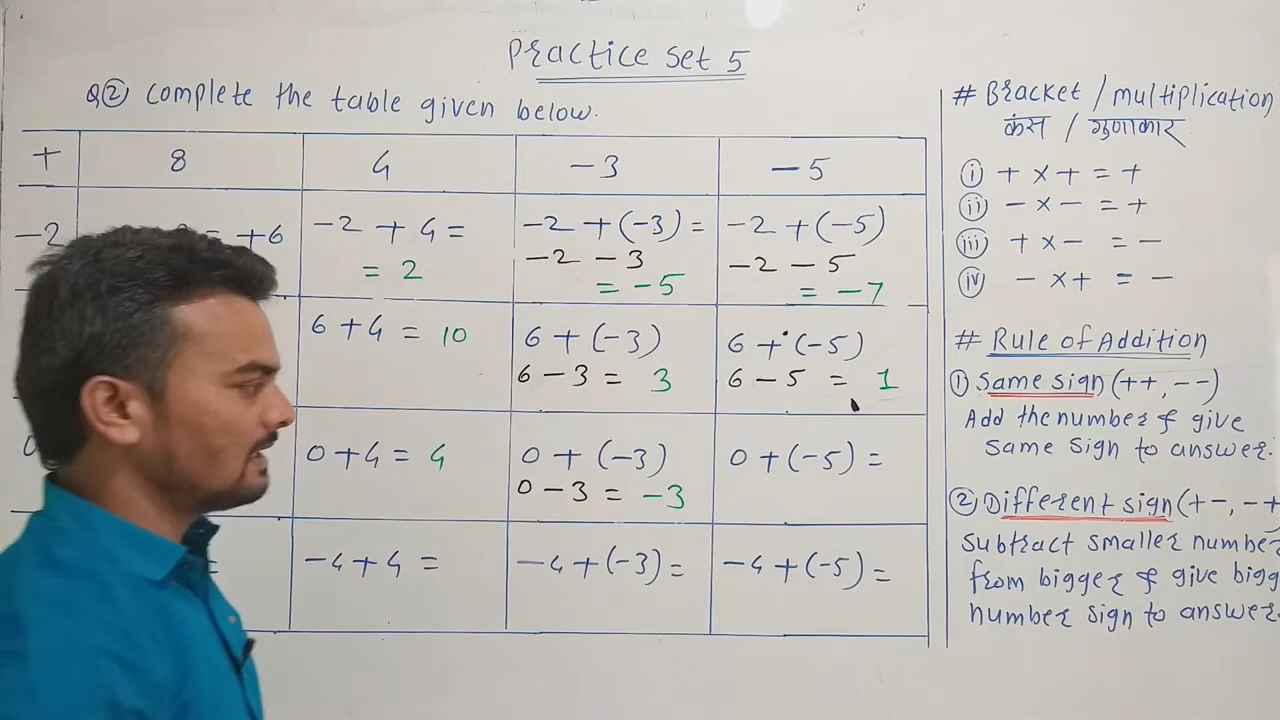 Practice Set 5
Q② Complete the table given below.
+ 8 4 -3 -5
-2 = +6
-2 + 4 =
= 2
-2 + (-3) =
-2 - 3
= -5
-2 + (-5)
-2 - 5
= -7
6 + 4 = 10
6 + (-3)
6 - 3 = 3
6 + (-5)
6 - 5 = 1
0 + 4 = 4
0 + (-3)
0 - 3 = -3
0 + (-5) =
=
-4 + 4 =
-4 + (-3) =
-4 + (-5) =
# Bracket / multiplication
कंस / गुणाकार
(i) + × + = +
(ii) - × - = +
(iii) + × - = -
(iv) - × + = -
# Rule of Addition
① Same sign (++, --)
Add the number & give
Same Sign to answer.
② Different sign (+-, -+
Subtract smaller number
from bigger & give bigg
number sign to answer.